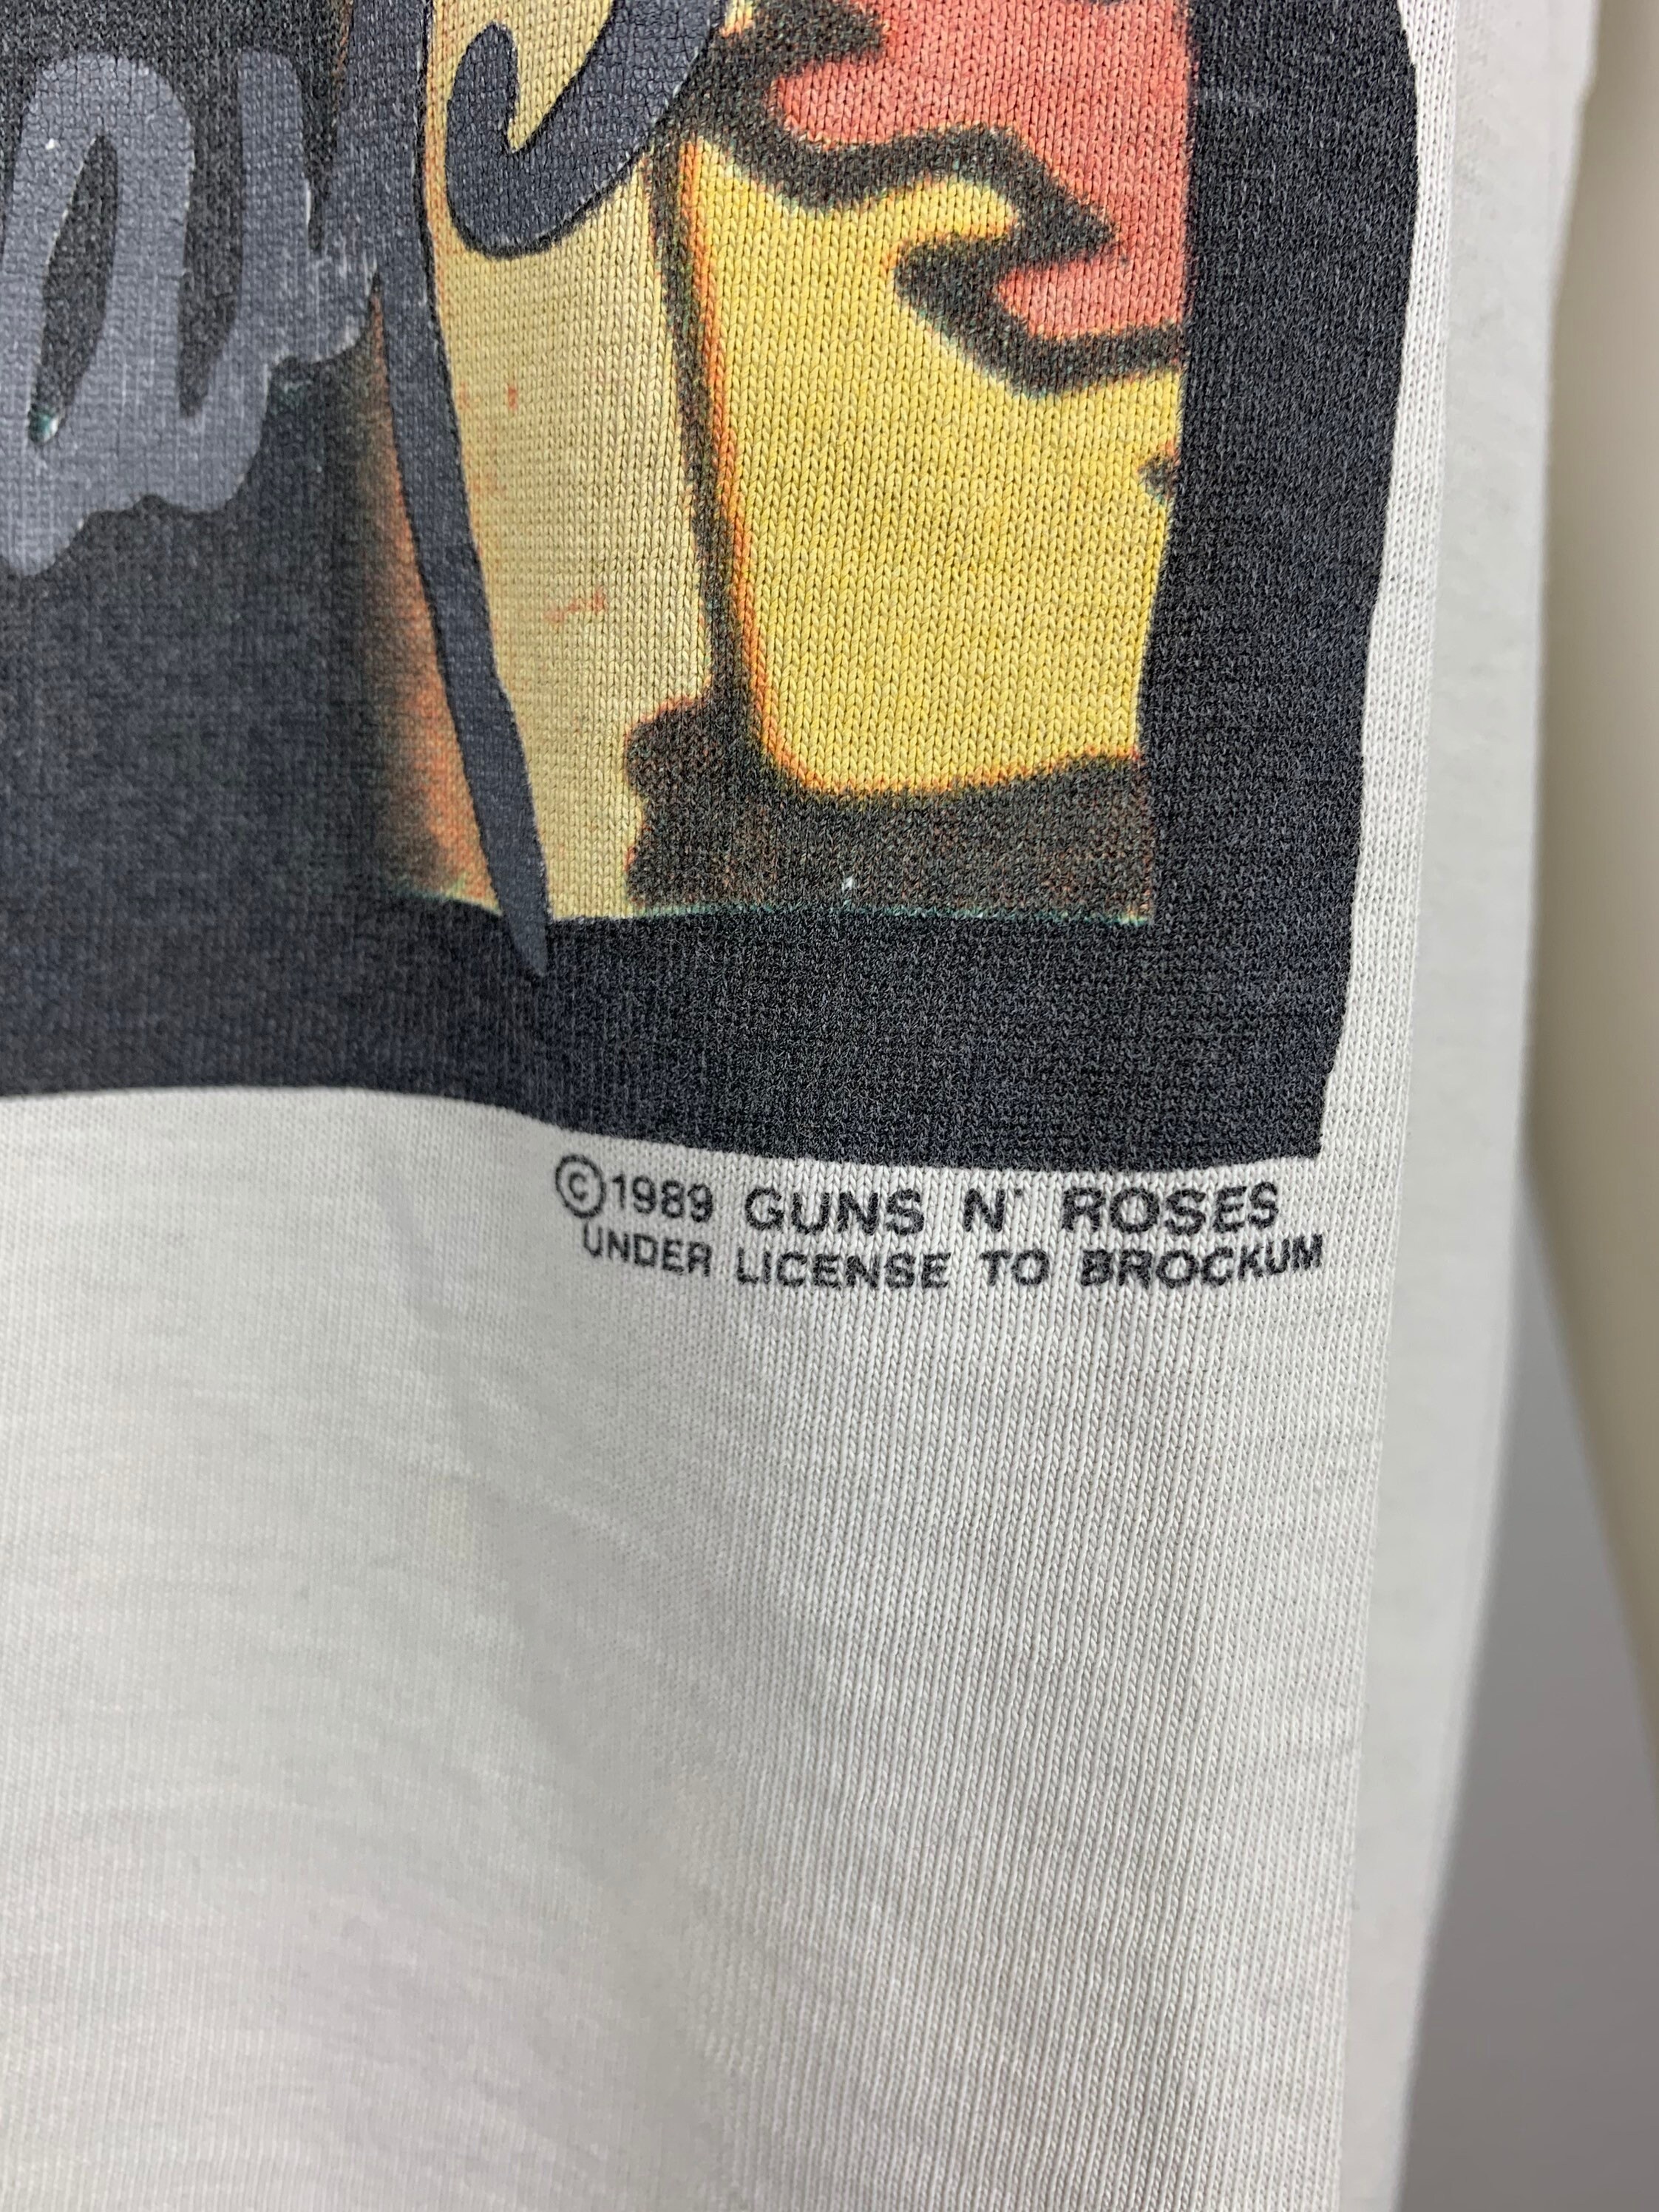 ©1989 GUNS N' ROSES
UNDER LICENSE TO BROCKUM